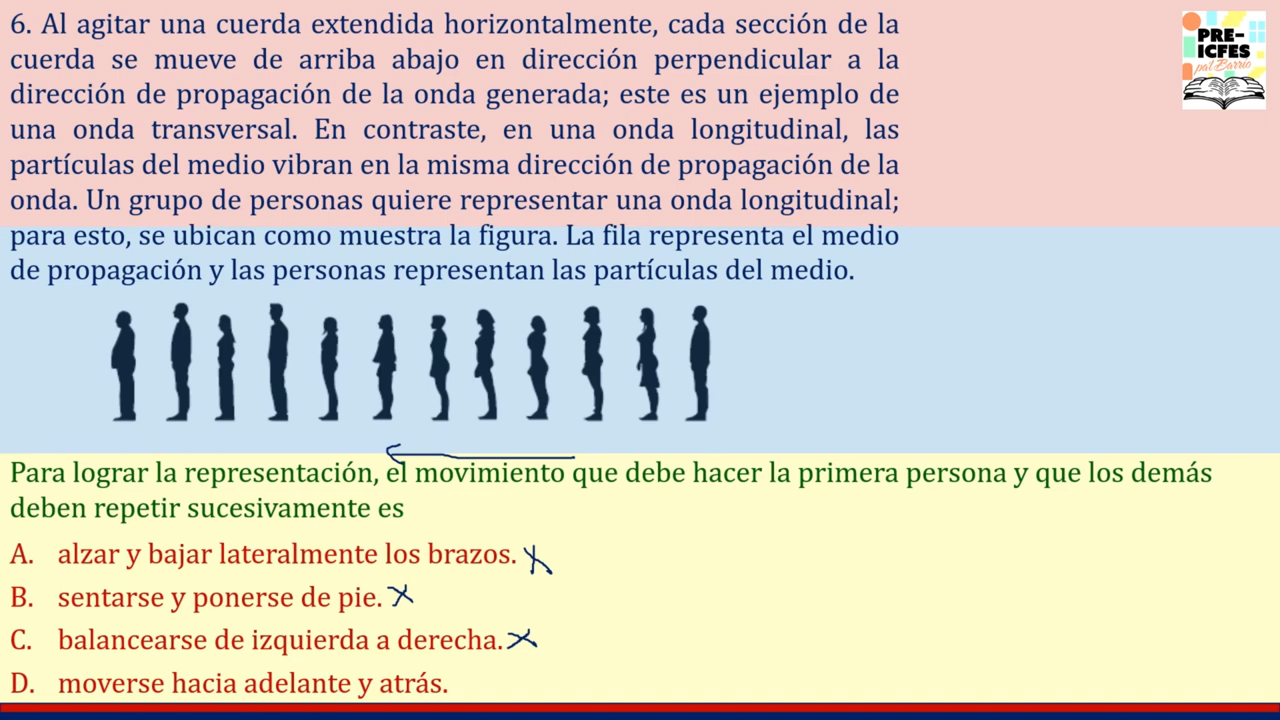 6. Al agitar una cuerda extendida horizontalmente, cada sección de la
cuerda se mueve de arriba abajo en dirección perpendicular a la
dirección de propagación de la onda generada; este es un ejemplo de
una onda transversal. En contraste, en una onda longitudinal, las
partículas del medio vibran en la misma dirección de propagación de la
onda. Un grupo de personas quiere representar una onda longitudinal;
para esto, se ubican como muestra la figura. La fila representa el medio
de propagación y las personas representan las partículas del medio.
PRE-
ICFES
pal Barrio
Para lograr la representación, el movimiento que debe hacer la primera persona y que los demás
deben repetir sucesivamente es
A. alzar y bajar lateralmente los brazos.
B. sentarse y ponerse de pie.
C. balancearse de izquierda a derecha.
D. moverse hacia adelante y atrás.